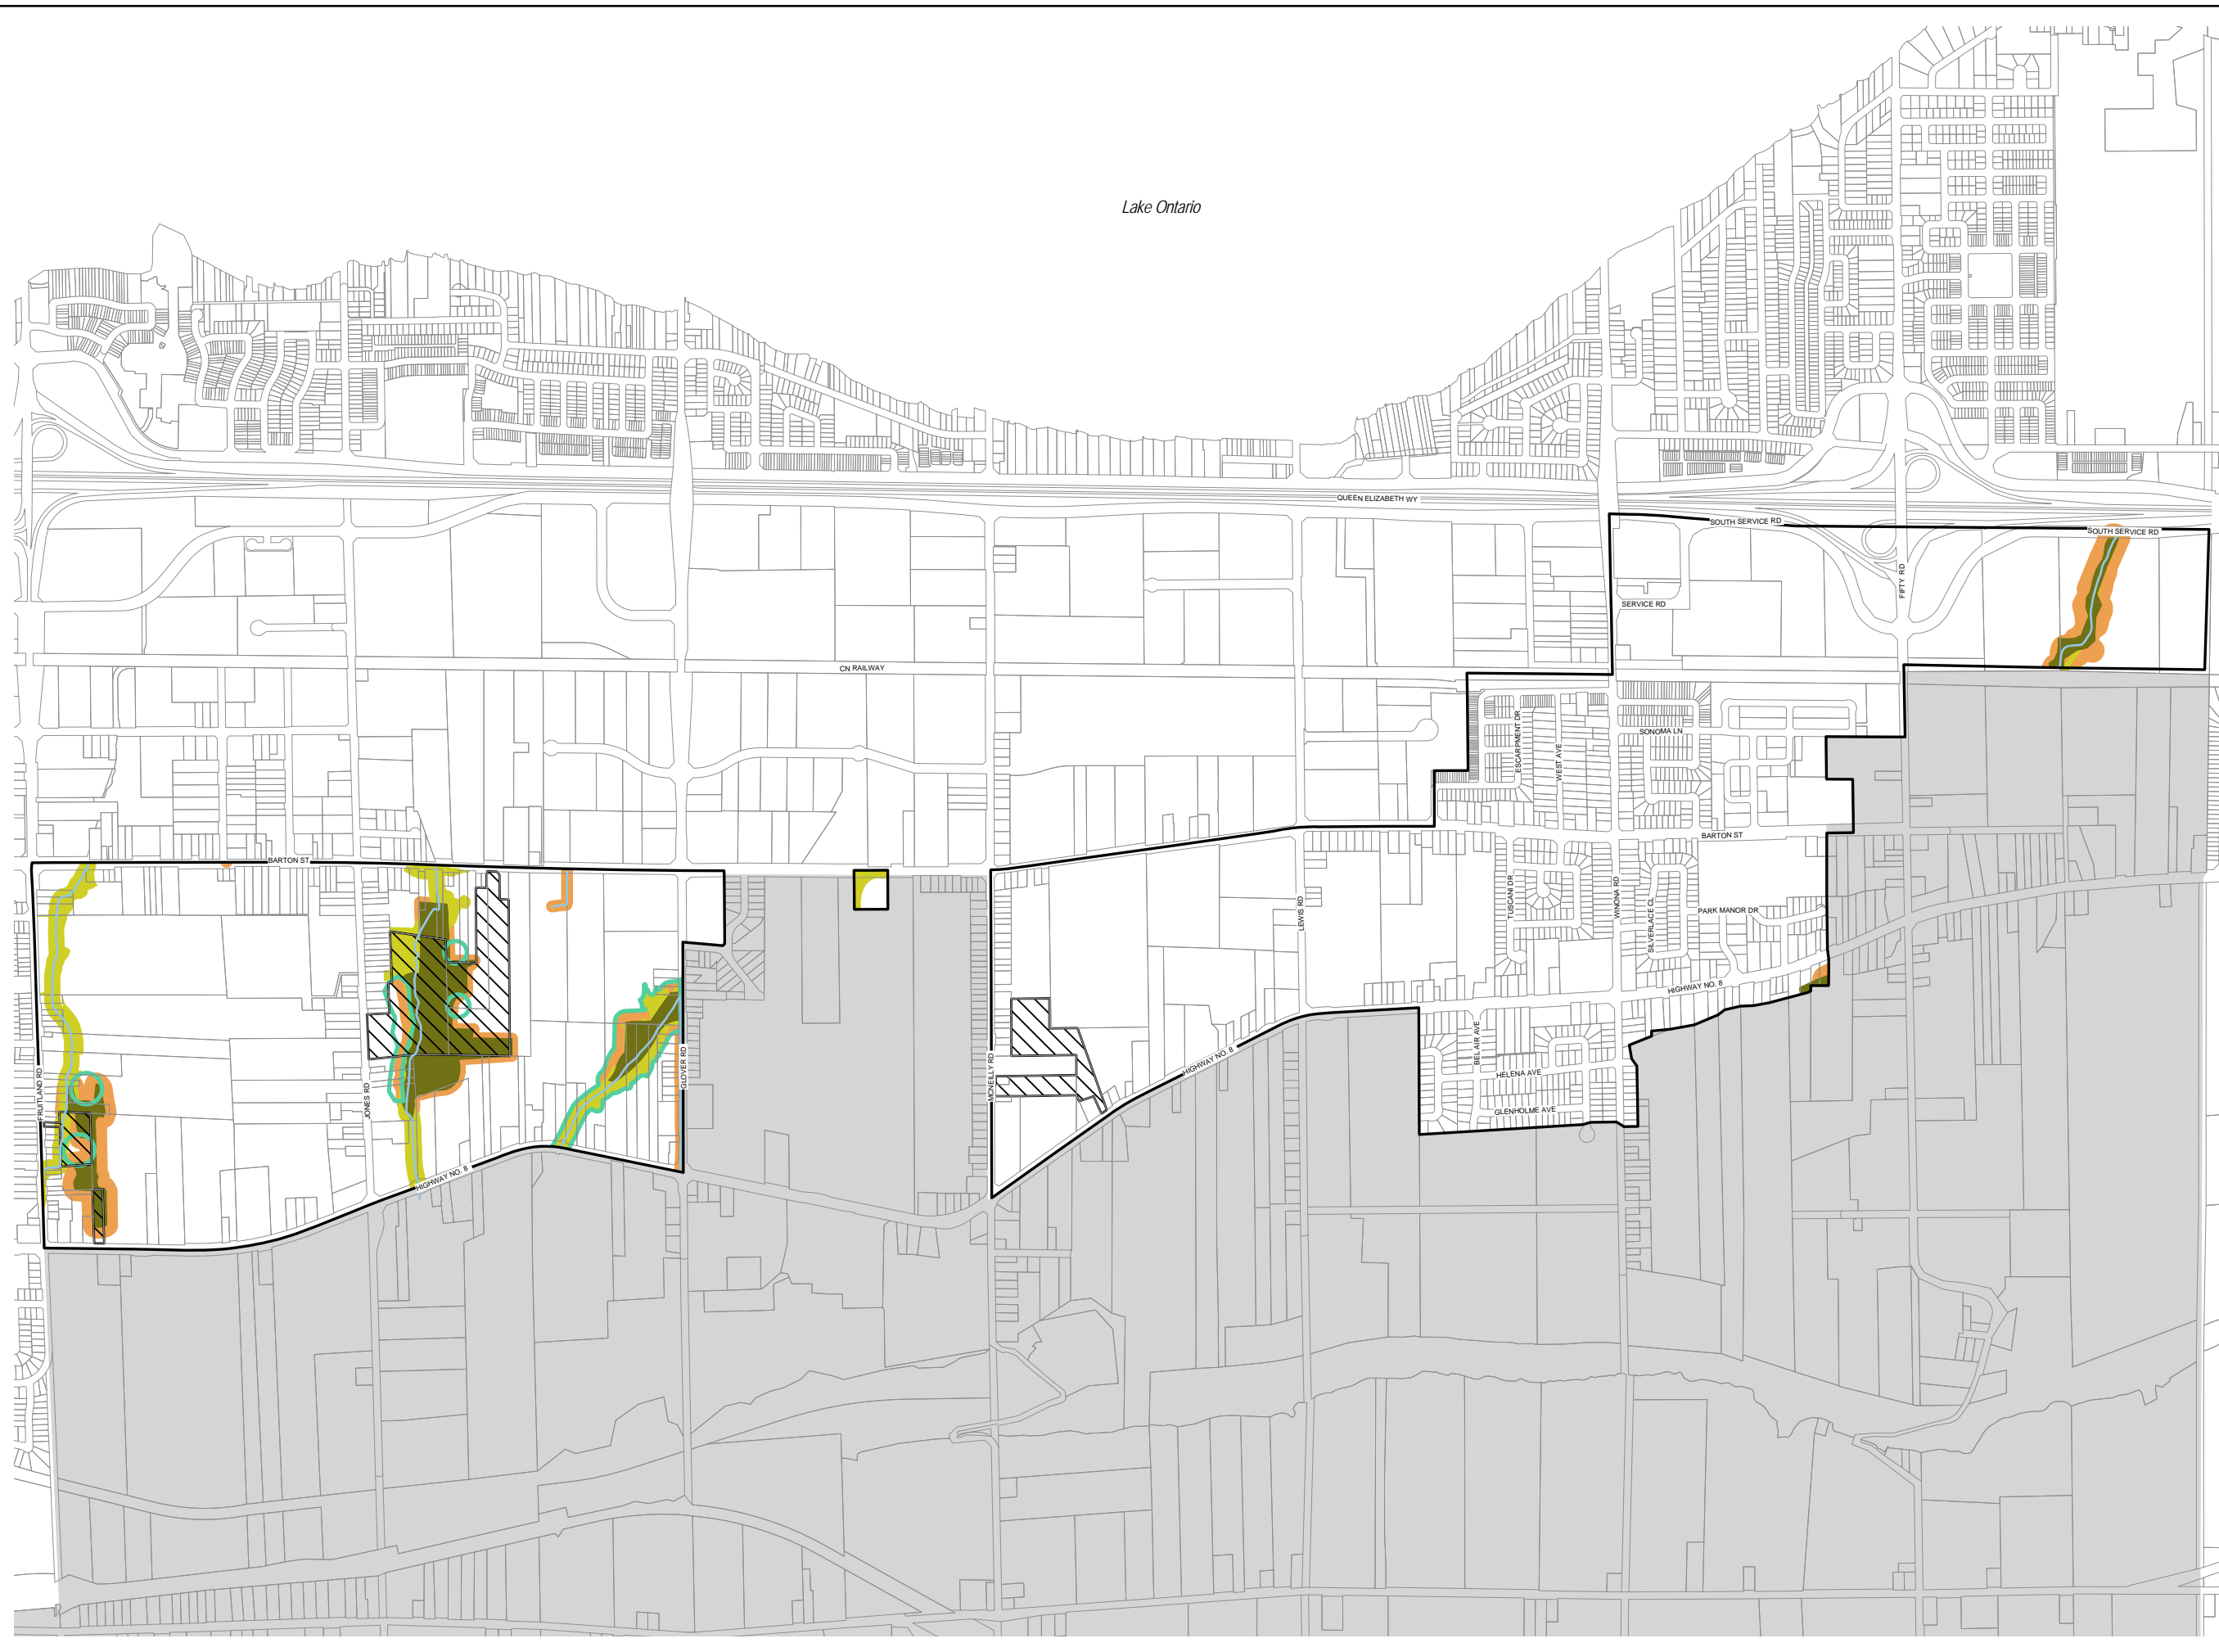 Lake Ontario
QUEEN ELIZABETH WY
SOUTH SERVICE RD
SOUTH SERVICE RD
FIFTY RD
SERVICE RD
CN RAILWAY
ESCARPMENT DR
WEST AVE
SONOMA LN
BARTON ST
BARTON ST
TUSCANI DR
WINONA RD
SILVERLACE CL
PARK MANOR DR
LEWIS RD
HIGHWAY NO. 8
FRUITLAND RD
JONES RD
GLOVER RD
MCNEILLY RD
HIGHWAY NO. 8
BEL AIR AVE
HELENA AVE
GLENHOLME AVE
HIGHWAY NO. 8